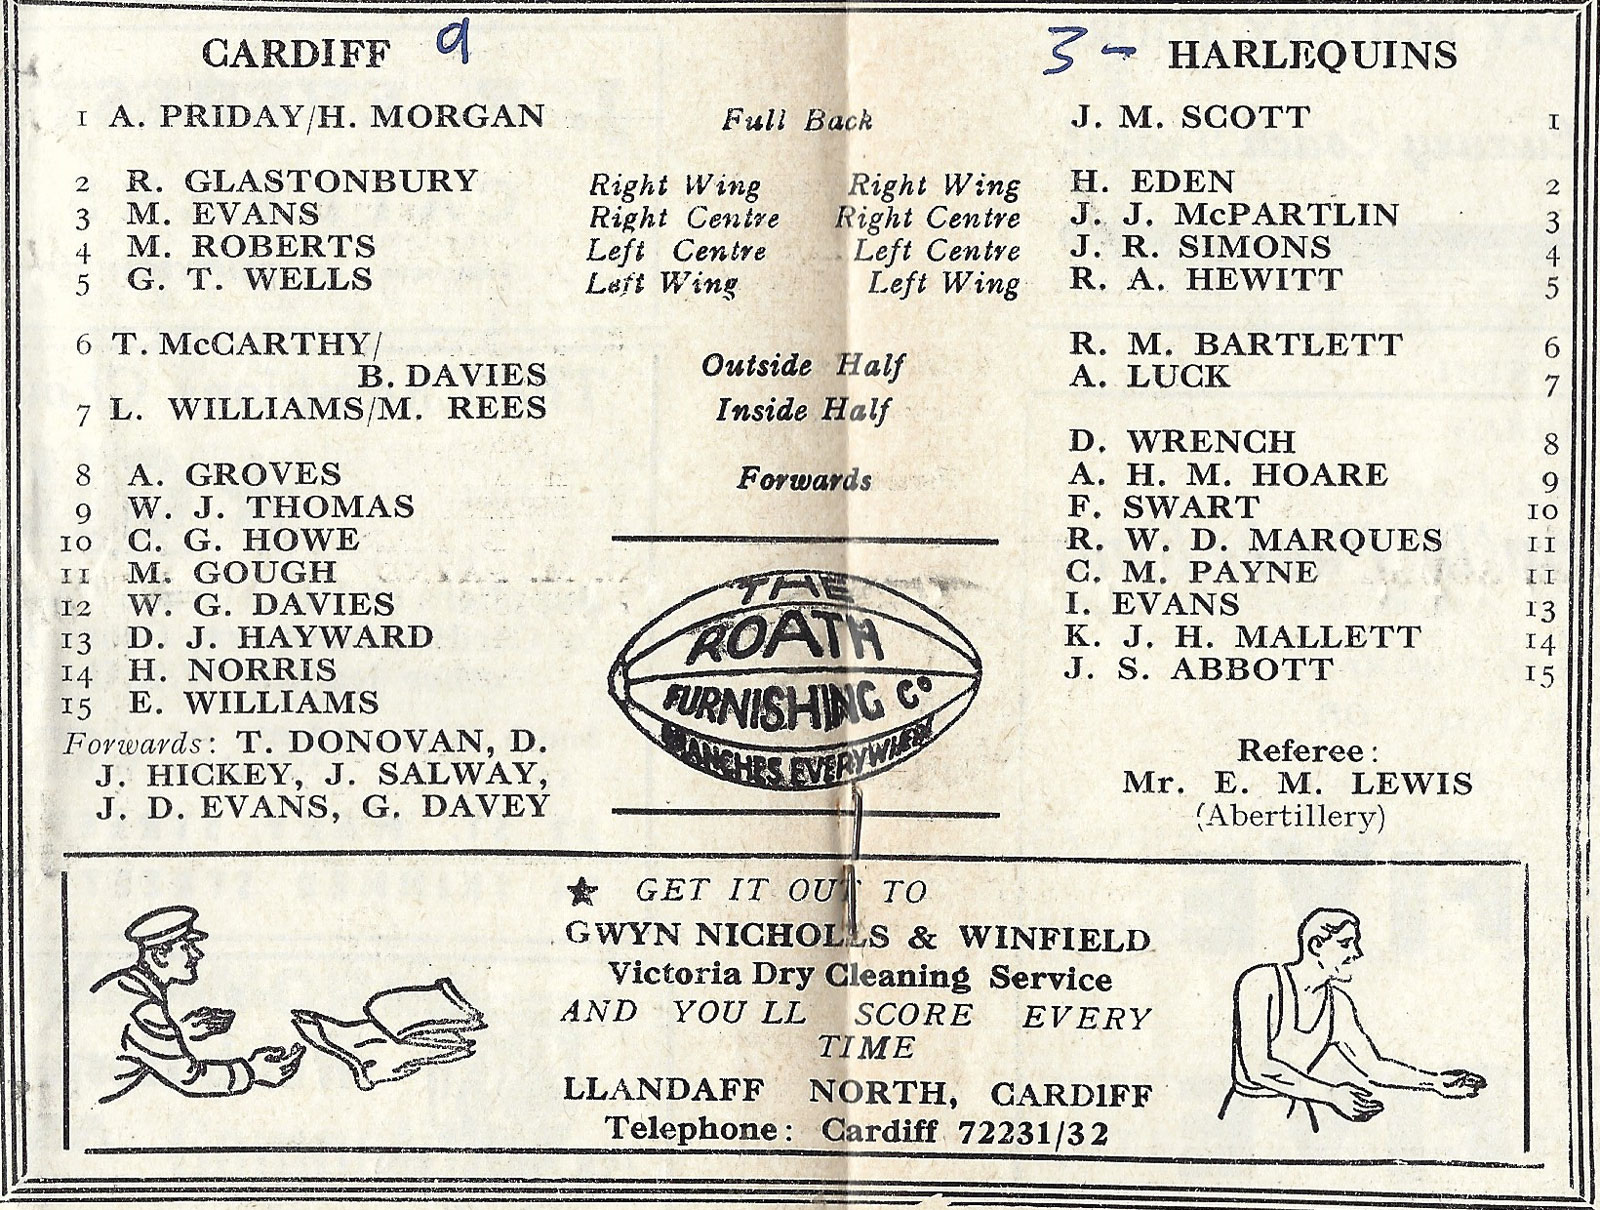 CARDIFF 9
1 A. PRIDAY/H. MORGAN
2 R. GLASTONBURY
3 M. EVANS
4 M. ROBERTS
5 G. T. WELLS
6 T. McCARTHY/
B. DAVIES
7 L. WILLIAMS/M. REES
8 A. GROVES
9 W. J. THOMAS
10 C. G. HOWE
11 M. GOUGH
12 W. G. DAVIES
13 D. J. HAYWARD
14 H. NORRIS
15 E. WILLIAMS
Forwards: T. DONOVAN, D.
J. HICKEY, J. SALWAY,
J. D. EVANS, G. DAVEY
Full Back
Right Wing Right Wing
Right Centre Right Centre
Left Centre Left Centre
Left Wing Left Wing
Outside Half
Inside Half
Forwards
THE
ROATH
FURNISHING Co
BRANCHES EVERYWHERE
3 - HARLEQUINS
J. M. SCOTT 1
H. EDEN 2
J. J. McPARTLIN 3
J. R. SIMONS 4
R. A. HEWITT 5
R. M. BARTLETT 6
A. LUCK 7
D. WRENCH 8
A. H. M. HOARE 9
F. SWART 10
R. W. D. MARQUES 11
C. M. PAYNE 11
I. EVANS 13
K. J. H. MALLETT 14
J. S. ABBOTT 15
Referee:
Mr. E. M. LEWIS
(Abertillery)
★ GET IT OUT TO
GWYN NICHOLLS & WINFIELD
Victoria Dry Cleaning Service
AND YOU LL SCORE EVERY
TIME
LLANDAFF NORTH, CARDIFF
Telephone: Cardiff 72231/32